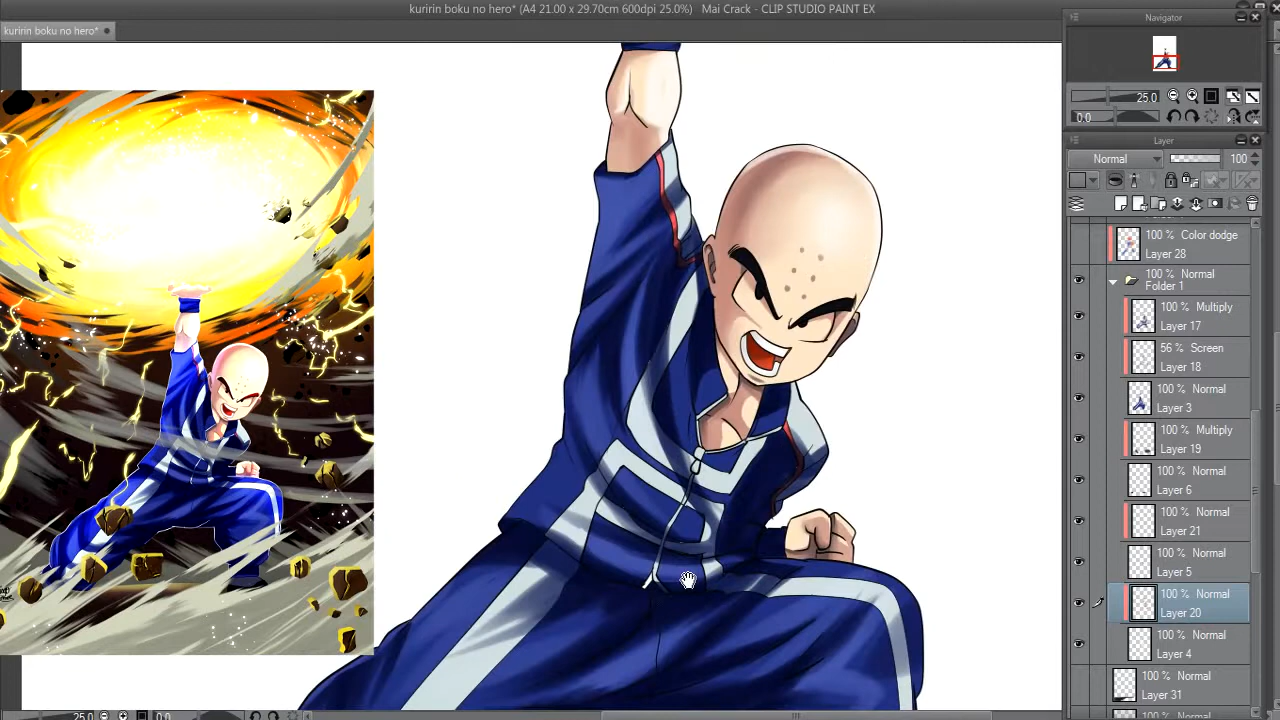 kuririn boku no hero* (A4 21.00 x 29.70cm 600dpi 25.0%) Mai Crack - CLIP STUDIO PAINT EX
kuririn boku no hero*
Navigator
25.0
0.0
Layer
Normal
100
100 % Color dodge
Layer 28
100 % Normal
Folder 1
100 % Multiply
Layer 17
56 % Screen
Layer 18
100 % Normal
Layer 3
100 % Multiply
Layer 19
100 % Normal
Layer 6
100 % Normal
Layer 21
100 % Normal
Layer 5
100 % Normal
Layer 20
100 % Normal
Layer 4
100 % Normal
Layer 31
100 % Normal
25.0
0.0